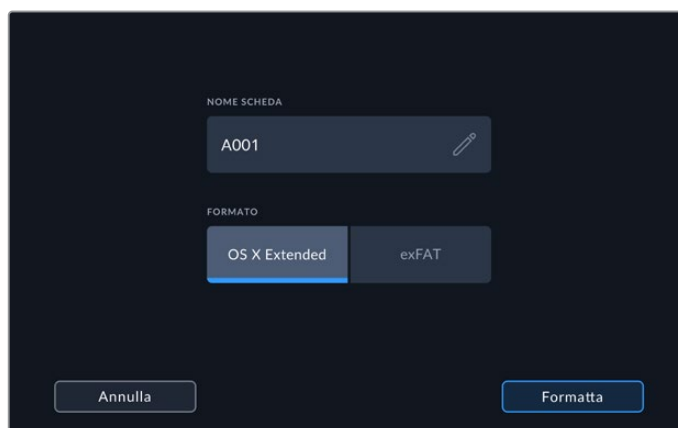 NOME SCHEDA
A001
FORMATO
OS X Extended exFAT
Annulla Formatta